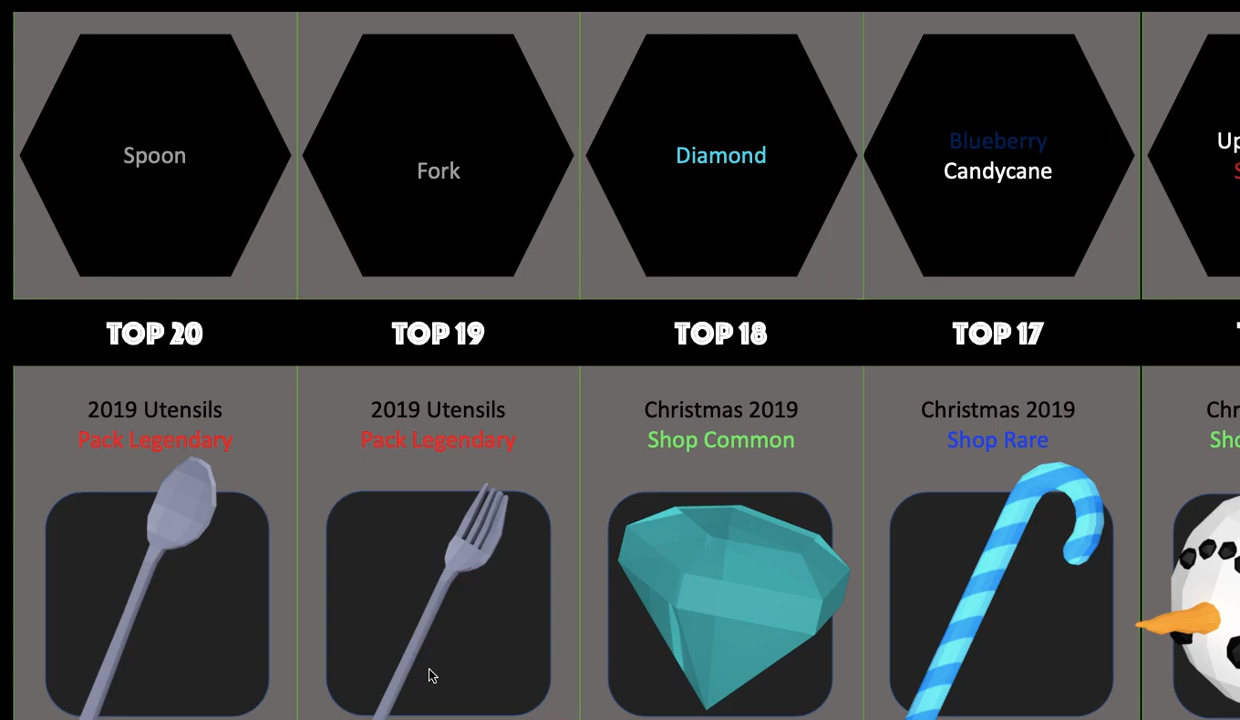 Spoon
Fork
Diamond
Blueberry
Candycane
Up
TOP 20
TOP 19
TOP 18
TOP 17
2019 Utensils
Pack Legendary
2019 Utensils
Pack Legendary
Christmas 2019
Shop Common
Christmas 2019
Shop Rare